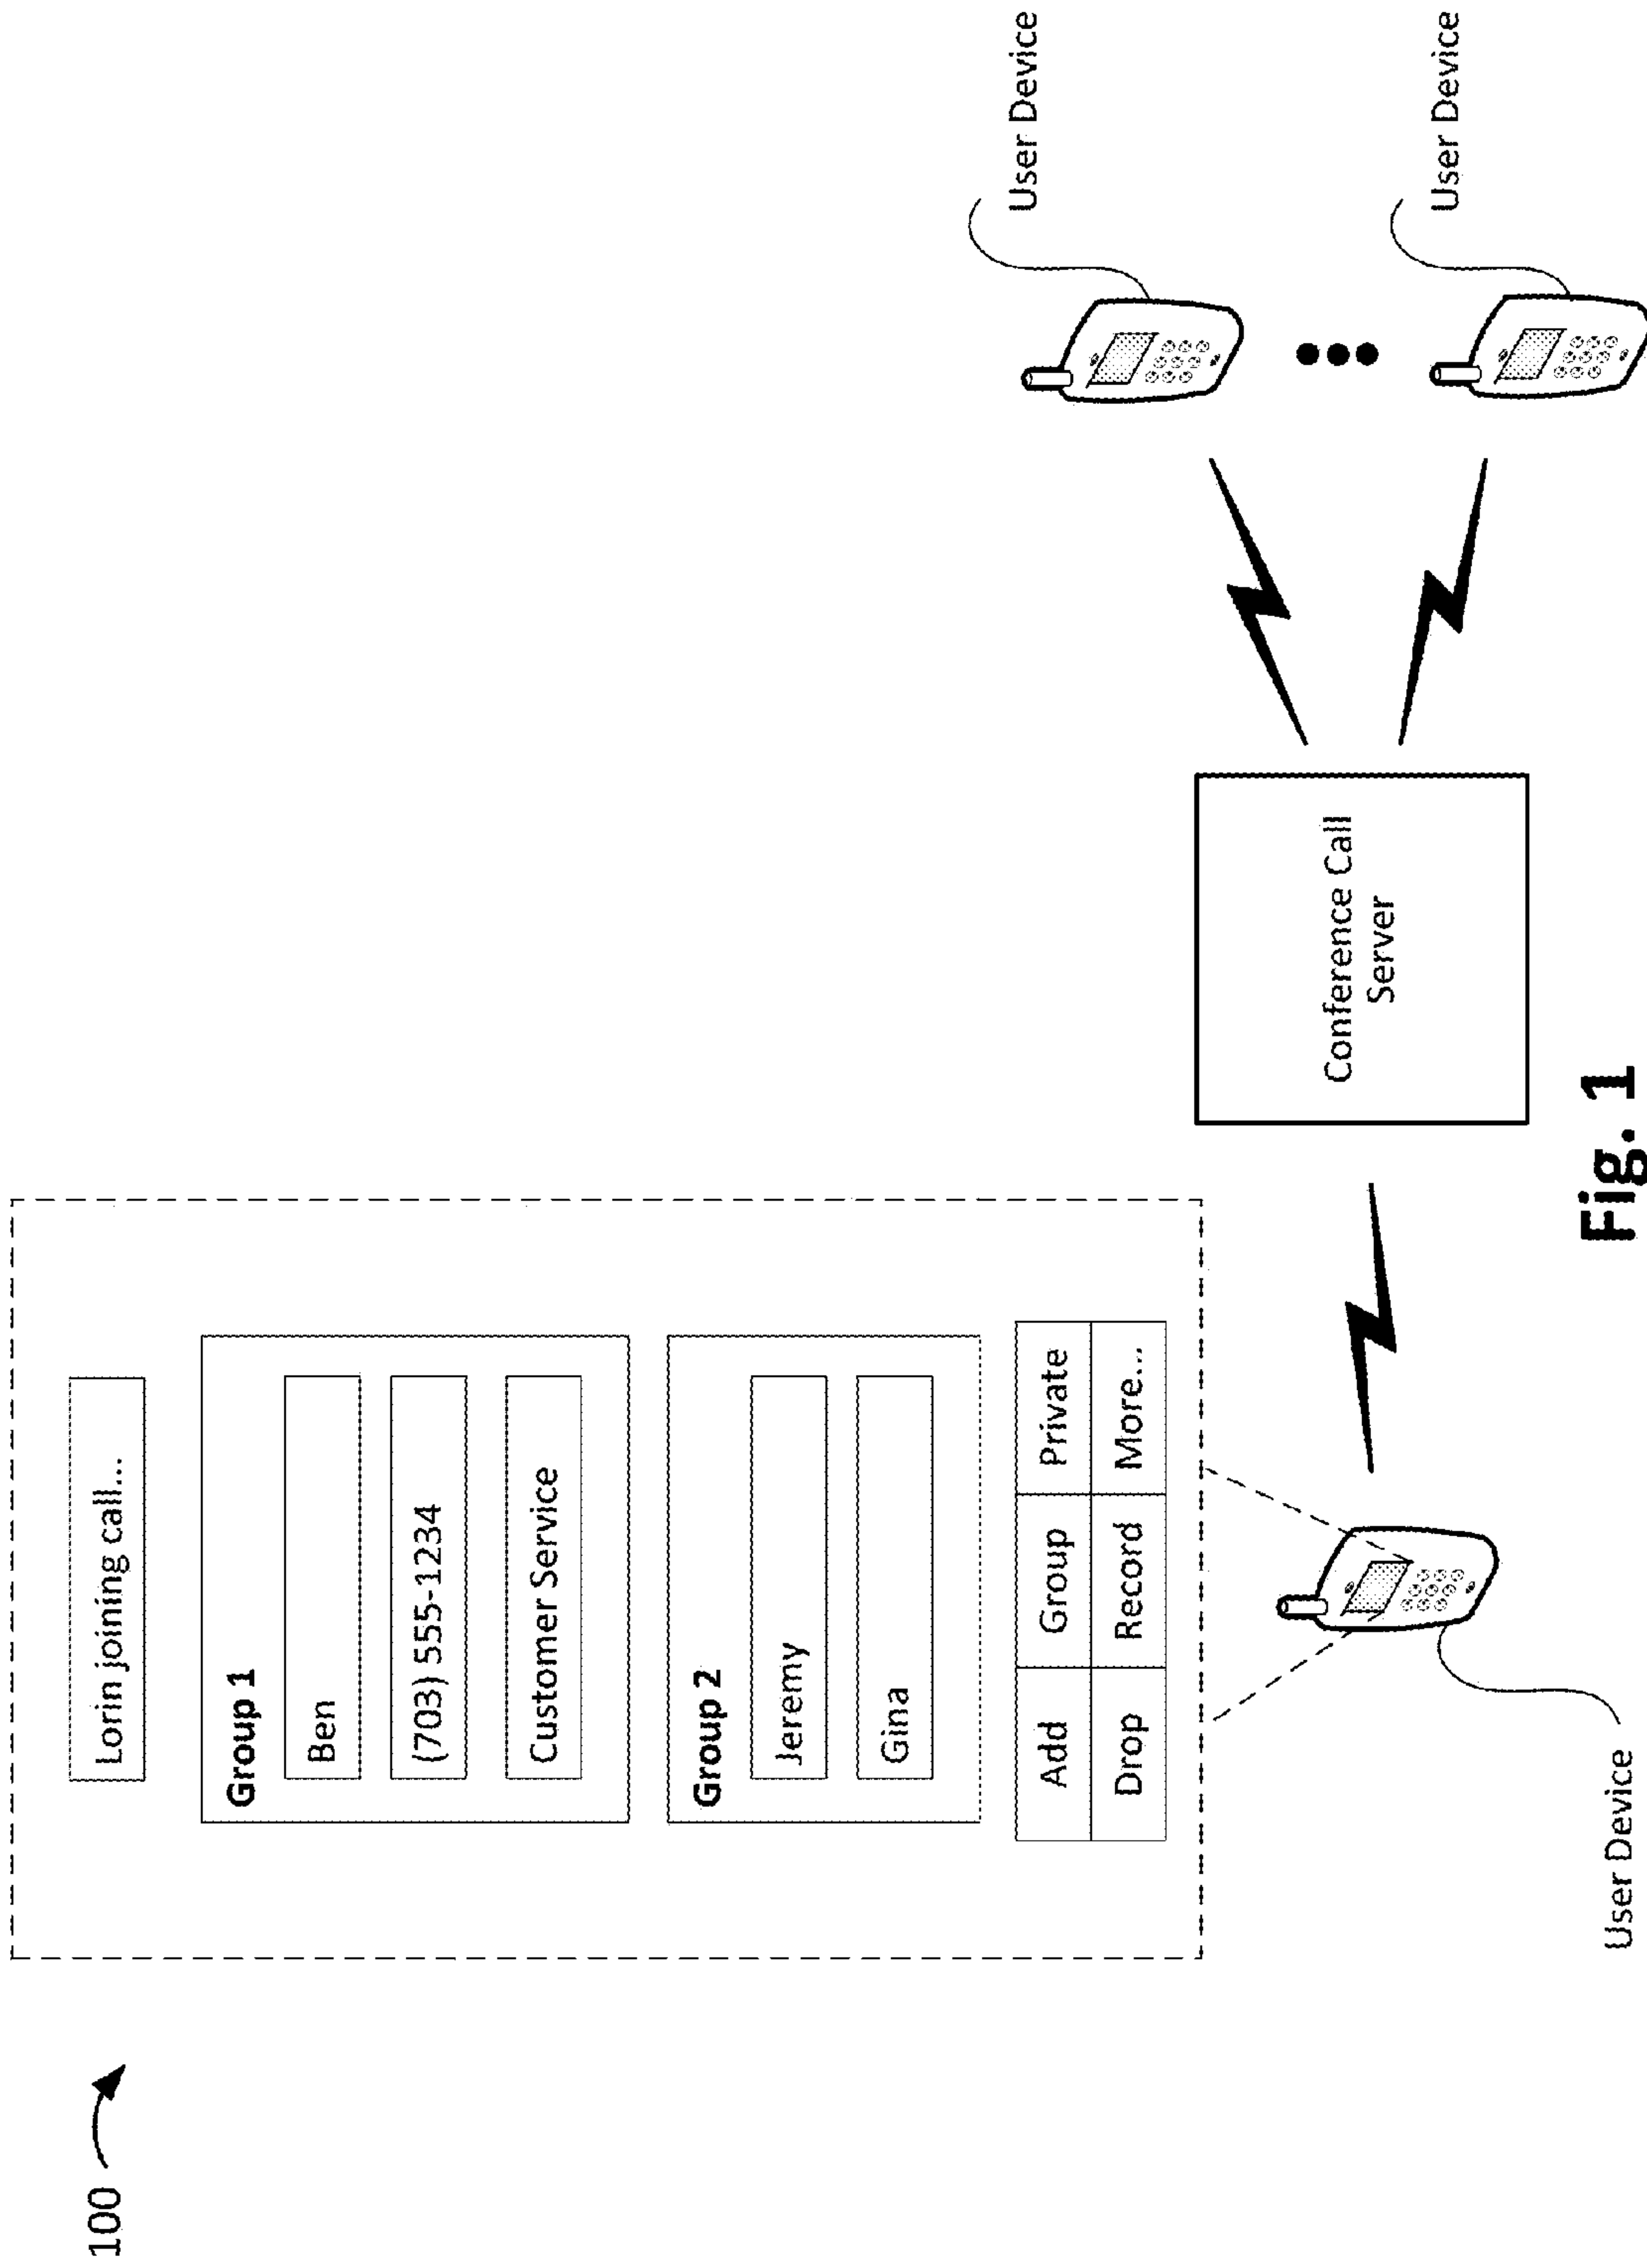 100
Lorin joining call...
Group 1
Ben
(703) 555-1234
Customer Service
Group 2
Jeremy
Gina
Add Group Private
Drop Record More...
User Device
Conference Call
Server
User Device
User Device
Fig. 1